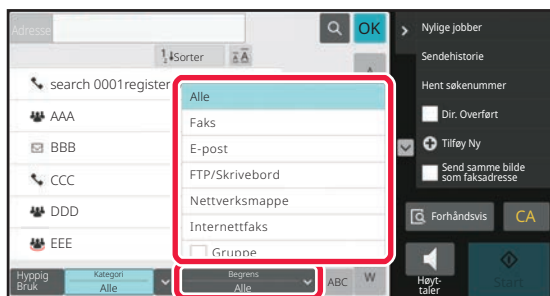 Adresse
OK
Sorter
search 0001register
AAA
BBB
CCC
DDD
EEE
Alle
Faks
E-post
FTP/Skrivebord
Nettverksmappe
Internettfaks
Gruppe
Hyppig
Bruk
Kategori
Alle
Begrens
Alle
ABC
W
Nylige jobber
Sendehistorie
Hent søkenummer
Dir. Overført
Tilføy Ny
Send samme bilde
som faksadresse
Forhåndsvis
CA
Høyt-
taler
Start